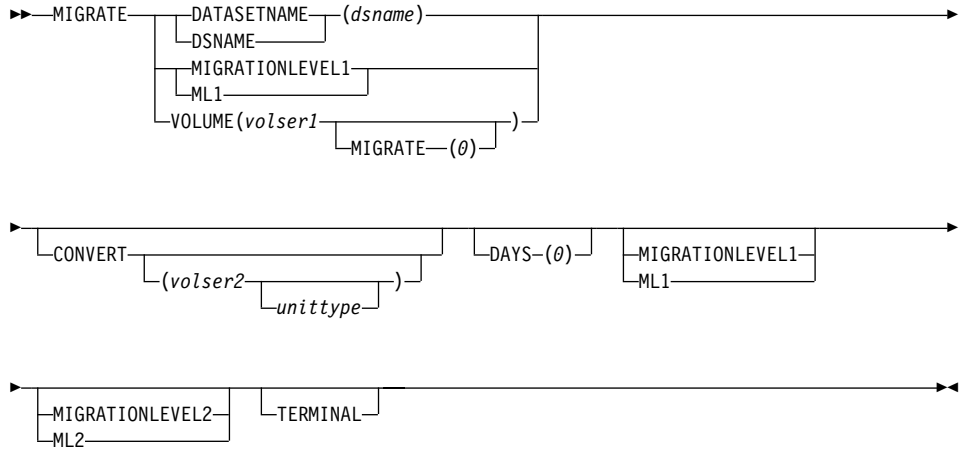 MIGRATE DATASETNAME (dsname)
DSNAME
MIGRATIONLEVEL1
ML1
VOLUME(volser1 )
MIGRATE (0)
CONVERT DAYS (0) MIGRATIONLEVEL1
(volser2 ) ML1
unittype
MIGRATIONLEVEL2 TERMINAL
ML2